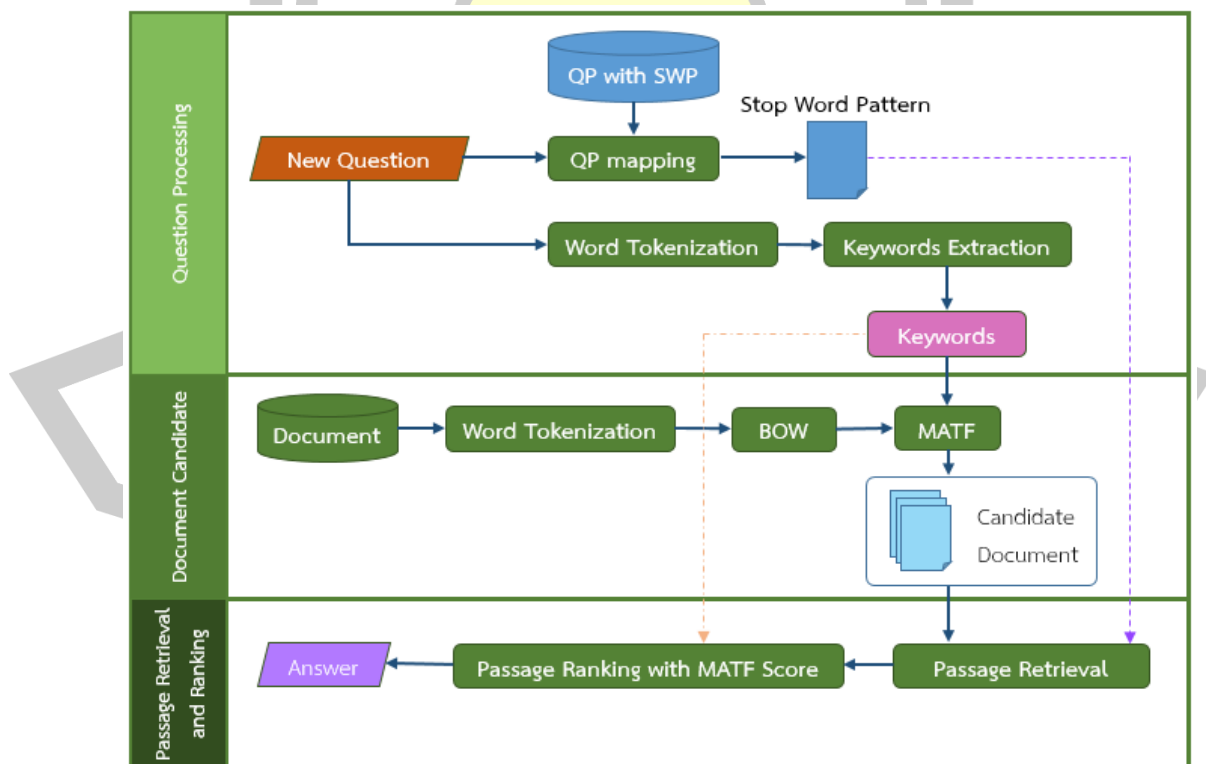 Question Processing
QP with SWP
Stop Word Pattern
New Question
QP mapping
Word Tokenization
Keywords Extraction
Keywords
Document Candidate
Document
Word Tokenization
BOW
MATF
Candidate
Document
Passage Retrieval
and Ranking
Answer
Passage Ranking with MATF Score
Passage Retrieval